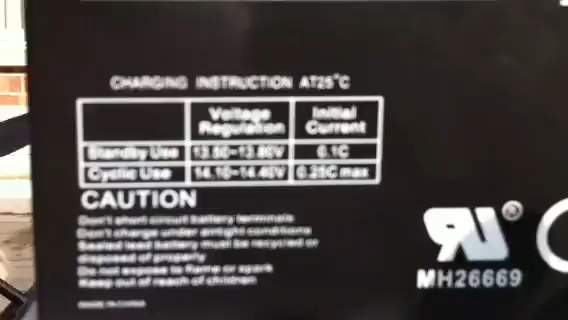 CHARGING INSTRUCTION AT25°C
Voltage Regulation Initial Current
Standby Use 13.50-13.80V 0.1C
Cyclic Use 14.10-14.40V 0.25C max
CAUTION
Don't short circuit battery terminals
Don't charge under airtight conditions
Sealed lead battery must be recycled or
disposed of properly
Do not expose to flame or spark
Keep out of reach of children
MADE IN CHINA
RU ®
MH26669